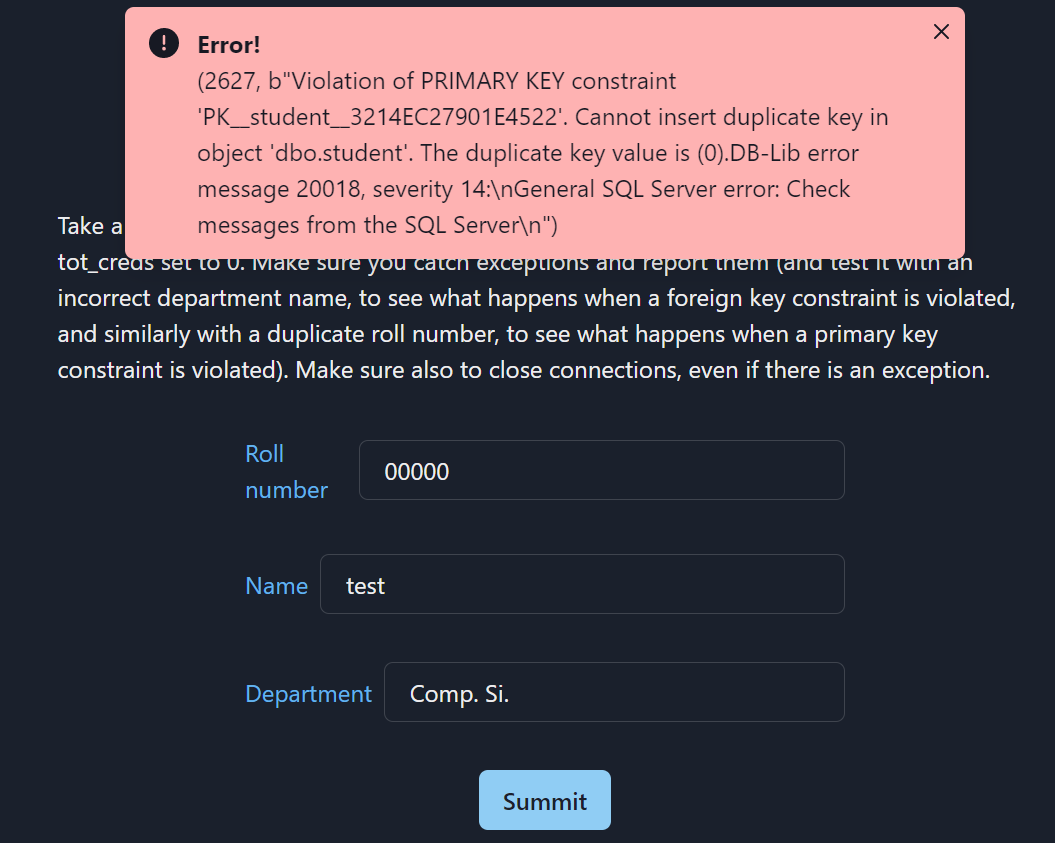 Error!
(2627, b"Violation of PRIMARY KEY constraint
'PK__student__3214EC27901E4522'. Cannot insert duplicate key in
object 'dbo.student'. The duplicate key value is (0).DB-Lib error
message 20018, severity 14:\nGeneral SQL Server error: Check
messages from the SQL Server\n")
Take a
tot_creds set to 0. Make sure you catch exceptions and report them (and test it with an
incorrect department name, to see what happens when a foreign key constraint is violated,
and similarly with a duplicate roll number, to see what happens when a primary key
constraint is violated). Make sure also to close connections, even if there is an exception.
Roll
number
00000
Name
test
Department
Comp. Si.
Summit